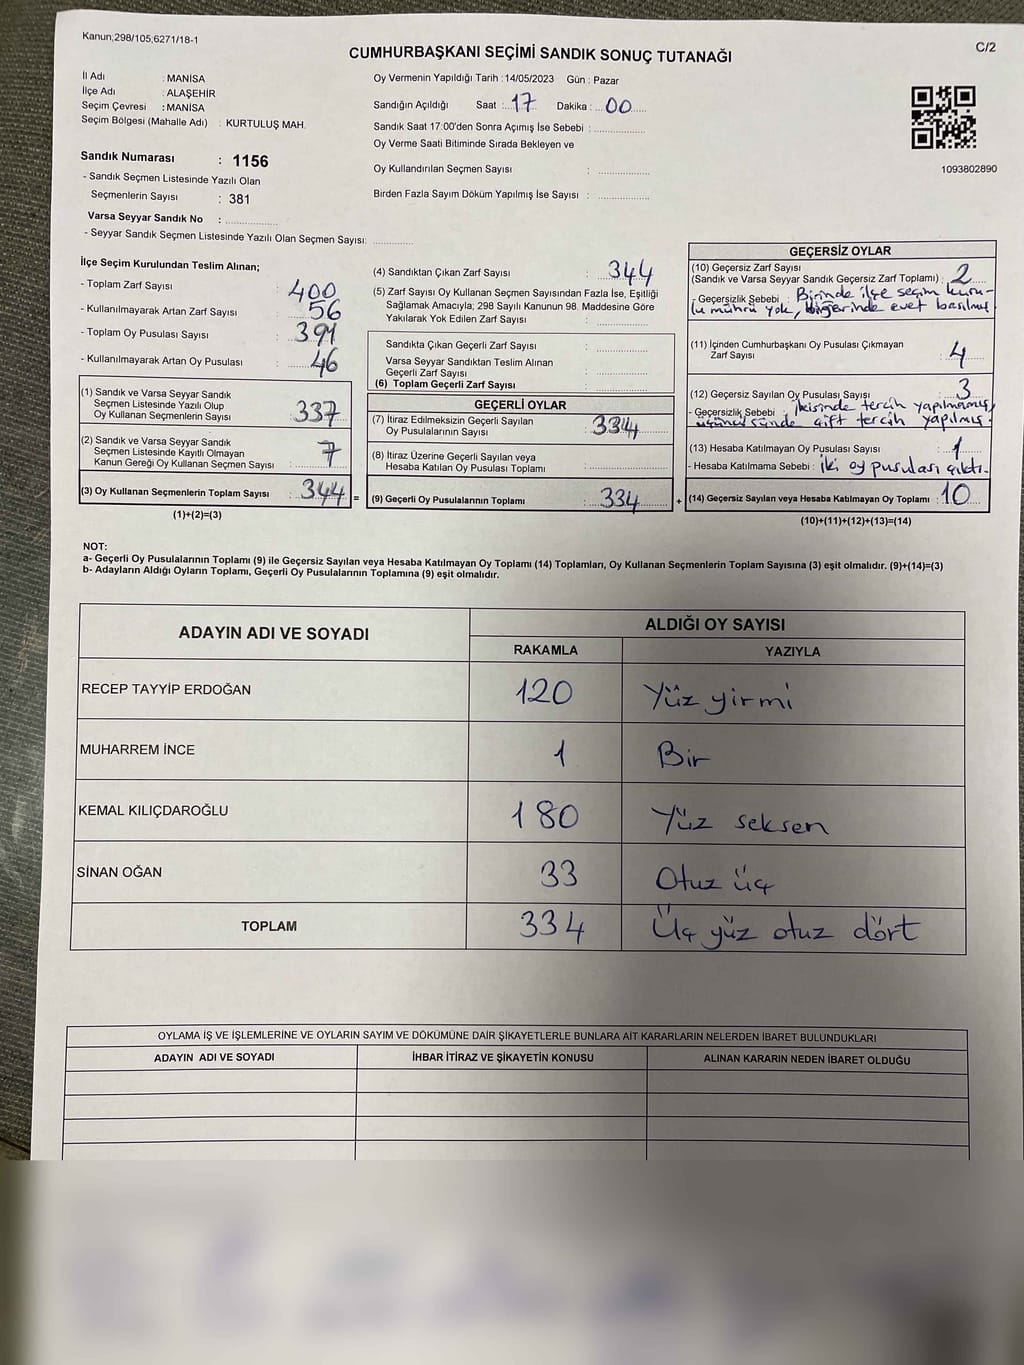 Kanun,298/105,6271/18-1
C/2
CUMHURBAŞKANI SEÇİMİ SANDIK SONUÇ TUTANAĞI
İl Adı : MANİSA
İlçe Adı : ALAŞEHİR
Seçim Çevresi : MANİSA
Seçim Bölgesi (Mahalle Adı) : KURTULUŞ MAH.
Sandık Numarası : 1156
- Sandık Seçmen Listesinde Yazılı Olan
Seçmenlerin Sayısı : 381
Varsa Seyyar Sandık No : ..............
- Seyyar Sandık Seçmen Listesinde Yazılı Olan Seçmen Sayısı: ............
Oy Vermenin Yapıldığı Tarih : 14/05/2023 Gün : Pazar
Sandığın Açıldığı Saat : 17 Dakika : 00
Sandık Saat 17:00'den Sonra Açımış İse Sebebi : ..............
Oy Verme Saati Bitiminde Sırada Bekleyen ve
Oy Kullandırılan Seçmen Sayısı : ..............
Birden Fazla Sayım Döküm Yapılmış İse Sayısı : ..............
1093802890
İlçe Seçim Kurulundan Teslim Alınan;
- Toplam Zarf Sayısı : 400
- Kullanılmayarak Artan Zarf Sayısı : 56
- Toplam Oy Pusulası Sayısı : 391
- Kullanılmayarak Artan Oy Pusulası : 46
(1) Sandık ve Varsa Seyyar Sandık
Seçmen Listesinde Yazılı Olup
Oy Kullanan Seçmenlerin Sayısı : 337
(2) Sandık ve Varsa Seyyar Sandık
Seçmen Listesinde Kayıtlı Olmayan
Kanun Gereği Oy Kullanan Seçmen Sayısı : 7
(3) Oy Kullanan Seçmenlerin Toplam Sayısı : 344 =
(1)+(2)=(3)
(4) Sandıktan Çıkan Zarf Sayısı : 344
(5) Zarf Sayısı Oy Kullanan Seçmen Sayısından Fazla İse, Eşitliği
Sağlamak Amacıyla; 298 Sayılı Kanunun 98. Maddesine Göre
Yakılarak Yok Edilen Zarf Sayısı : ..............
Sandıkta Çıkan Geçerli Zarf Sayısı : ..............
Varsa Seyyar Sandıktan Teslim Alınan
Geçerli Zarf Sayısı : ..............
(6) Toplam Geçerli Zarf Sayısı : ..............
GEÇERLİ OYLAR
(7) İtiraz Edilmeksizin Geçerli Sayılan
Oy Pusulalarının Sayısı : 334
(8) İtiraz Üzerine Geçerli Sayılan veya
Hesaba Katılan Oy Pusulası Toplamı : ..............
(9) Geçerli Oy Pusulalarının Toplamı : 334 +
GEÇERSİZ OYLAR
(10) Geçersiz Zarf Sayısı
(Sandık ve Varsa Seyyar Sandık Geçersiz Zarf Toplamı) : 2
- Geçersizlik Sebebi : Birinde ilçe seçim kuru-
lu mührü yok, diğerinde evet basılmış
(11) İçinden Cumhurbaşkanı Oy Pusulası Çıkmayan
Zarf Sayısı : 4
(12) Geçersiz Sayılan Oy Pusulası Sayısı : 3
- Geçersizlik Sebebi : İkisinde tercih yapılmamış,
üçüncüsünde çift tercih yapılmış
(13) Hesaba Katılmayan Oy Pusulası Sayısı : 1
- Hesaba Katılmama Sebebi : iki oy pusulası çıktı.
(14) Geçersiz Sayılan veya Hesaba Katılmayan Oy Toplamı : 10
(10)+(11)+(12)+(13)=(14)
NOT:
a- Geçerli Oy Pusulalarının Toplamı (9) ile Geçersiz Sayılan veya Hesaba Katılmayan Oy Toplamı (14) Toplamları, Oy Kullanan Seçmenlerin Toplam Sayısına (3) eşit olmalıdır. (9)+(14)=(3)
b- Adayların Aldığı Oyların Toplamı, Geçerli Oy Pusulalarının Toplamına (9) eşit olmalıdır.
ADAYIN ADI VE SOYADI
ALDIĞI OY SAYISI
RAKAMLA YAZIYLA
RECEP TAYYİP ERDOĞAN 120 Yüz yirmi
MUHARREM İNCE 1 Bir
KEMAL KILIÇDAROĞLU 180 Yüz seksen
SİNAN OĞAN 33 Otuz üç
TOPLAM 334 Üç yüz otuz dört
OYLAMA İŞ VE İŞLEMLERİNE VE OYLARIN SAYIM VE DÖKÜMÜNE DAİR ŞİKAYETLERLE BUNLARA AİT KARARLARIN NELERDEN İBARET BULUNDUKLARI
ADAYIN ADI VE SOYADI İHBAR İTİRAZ VE ŞİKAYETİN KONUSU ALINAN KARARIN NEDEN İBARET OLDUĞU